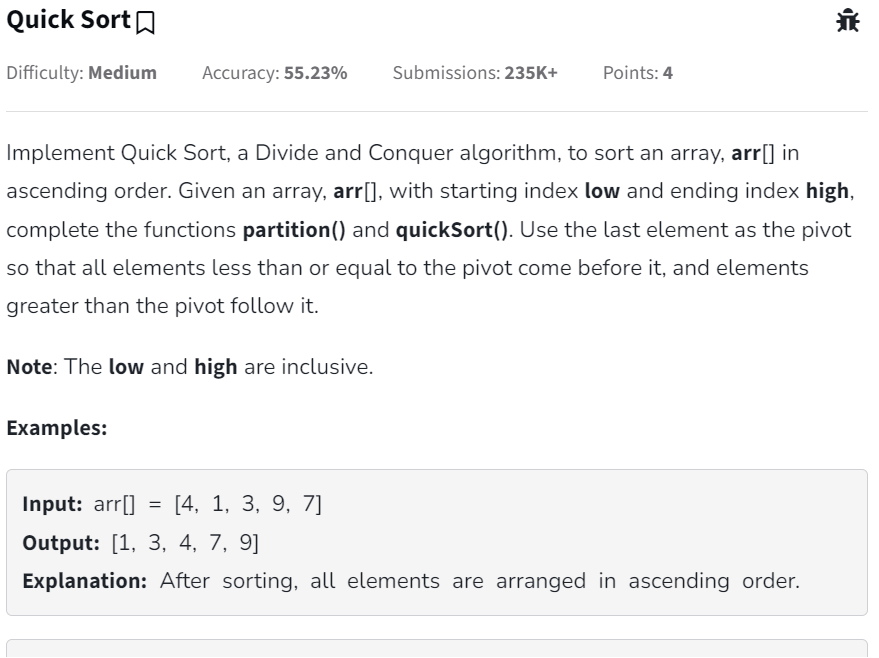 Quick Sort
Difficulty: Medium Accuracy: 55.23% Submissions: 235K+ Points: 4
Implement Quick Sort, a Divide and Conquer algorithm, to sort an array, arr[] in
ascending order. Given an array, arr[], with starting index low and ending index high,
complete the functions partition() and quickSort(). Use the last element as the pivot
so that all elements less than or equal to the pivot come before it, and elements
greater than the pivot follow it.
Note: The low and high are inclusive.
Examples:
Input: arr[] = [4, 1, 3, 9, 7]
Output: [1, 3, 4, 7, 9]
Explanation: After sorting, all elements are arranged in ascending order.